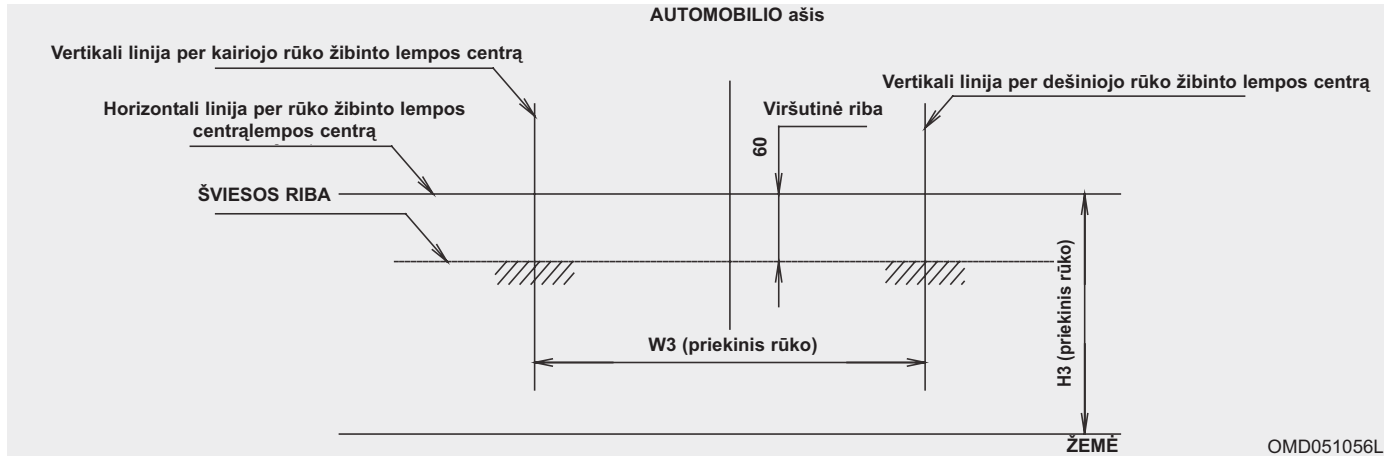 AUTOMOBILIO ašis
Vertikali linija per kairiojo rūko žibinto lempos centrą
Vertikali linija per dešiniojo rūko žibinto lempos centrą
Horizontali linija per rūko žibinto lempos
centrąlempos centrą
Viršutinė riba
60
ŠVIESOS RIBA
H3 (priekinis rūko)
W3 (priekinis rūko)
ŽEMĖ
OMD051056L